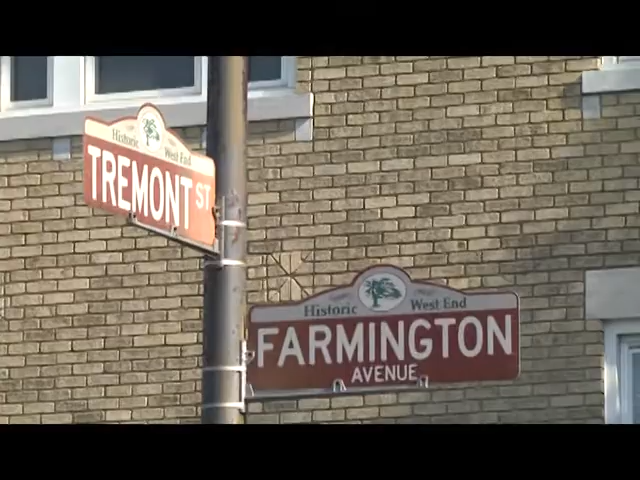 Historic West End
TREMONT ST
Historic West End
FARMINGTON
AVENUE